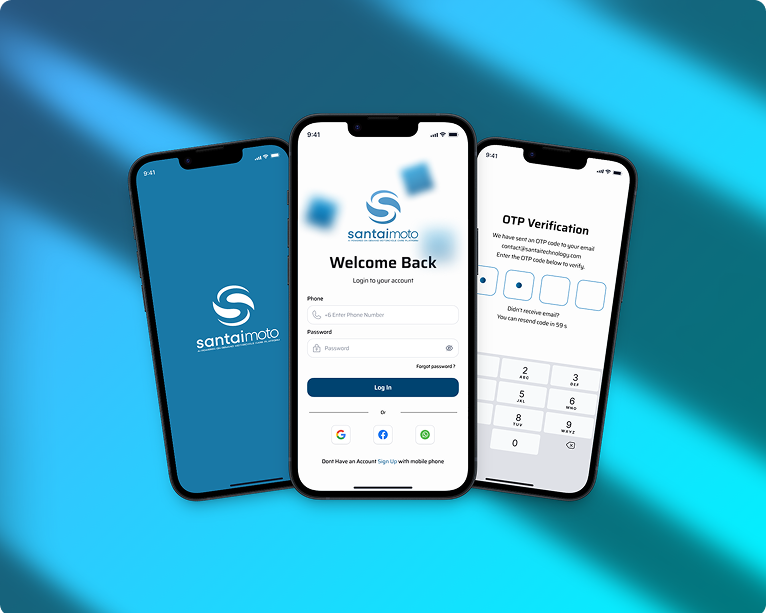 9:41
santaimoto
9:41
santaimoto
Welcome Back
Login to your account
Phone
+6 Enter Phone Number
Password
Password
Forgot password ?
Log In
Or
Dont Have an Account Sign Up with mobile phone
9:41
OTP Verification
We have sent an OTP code to your email
contact@santaitechnology.com
Enter the OTP code below to verify.
Didn't receive email?
You can resend code in 59 s
2
ABC
3
DEF
5
JKL
6
MNO
8
TUV
9
WXYZ
0